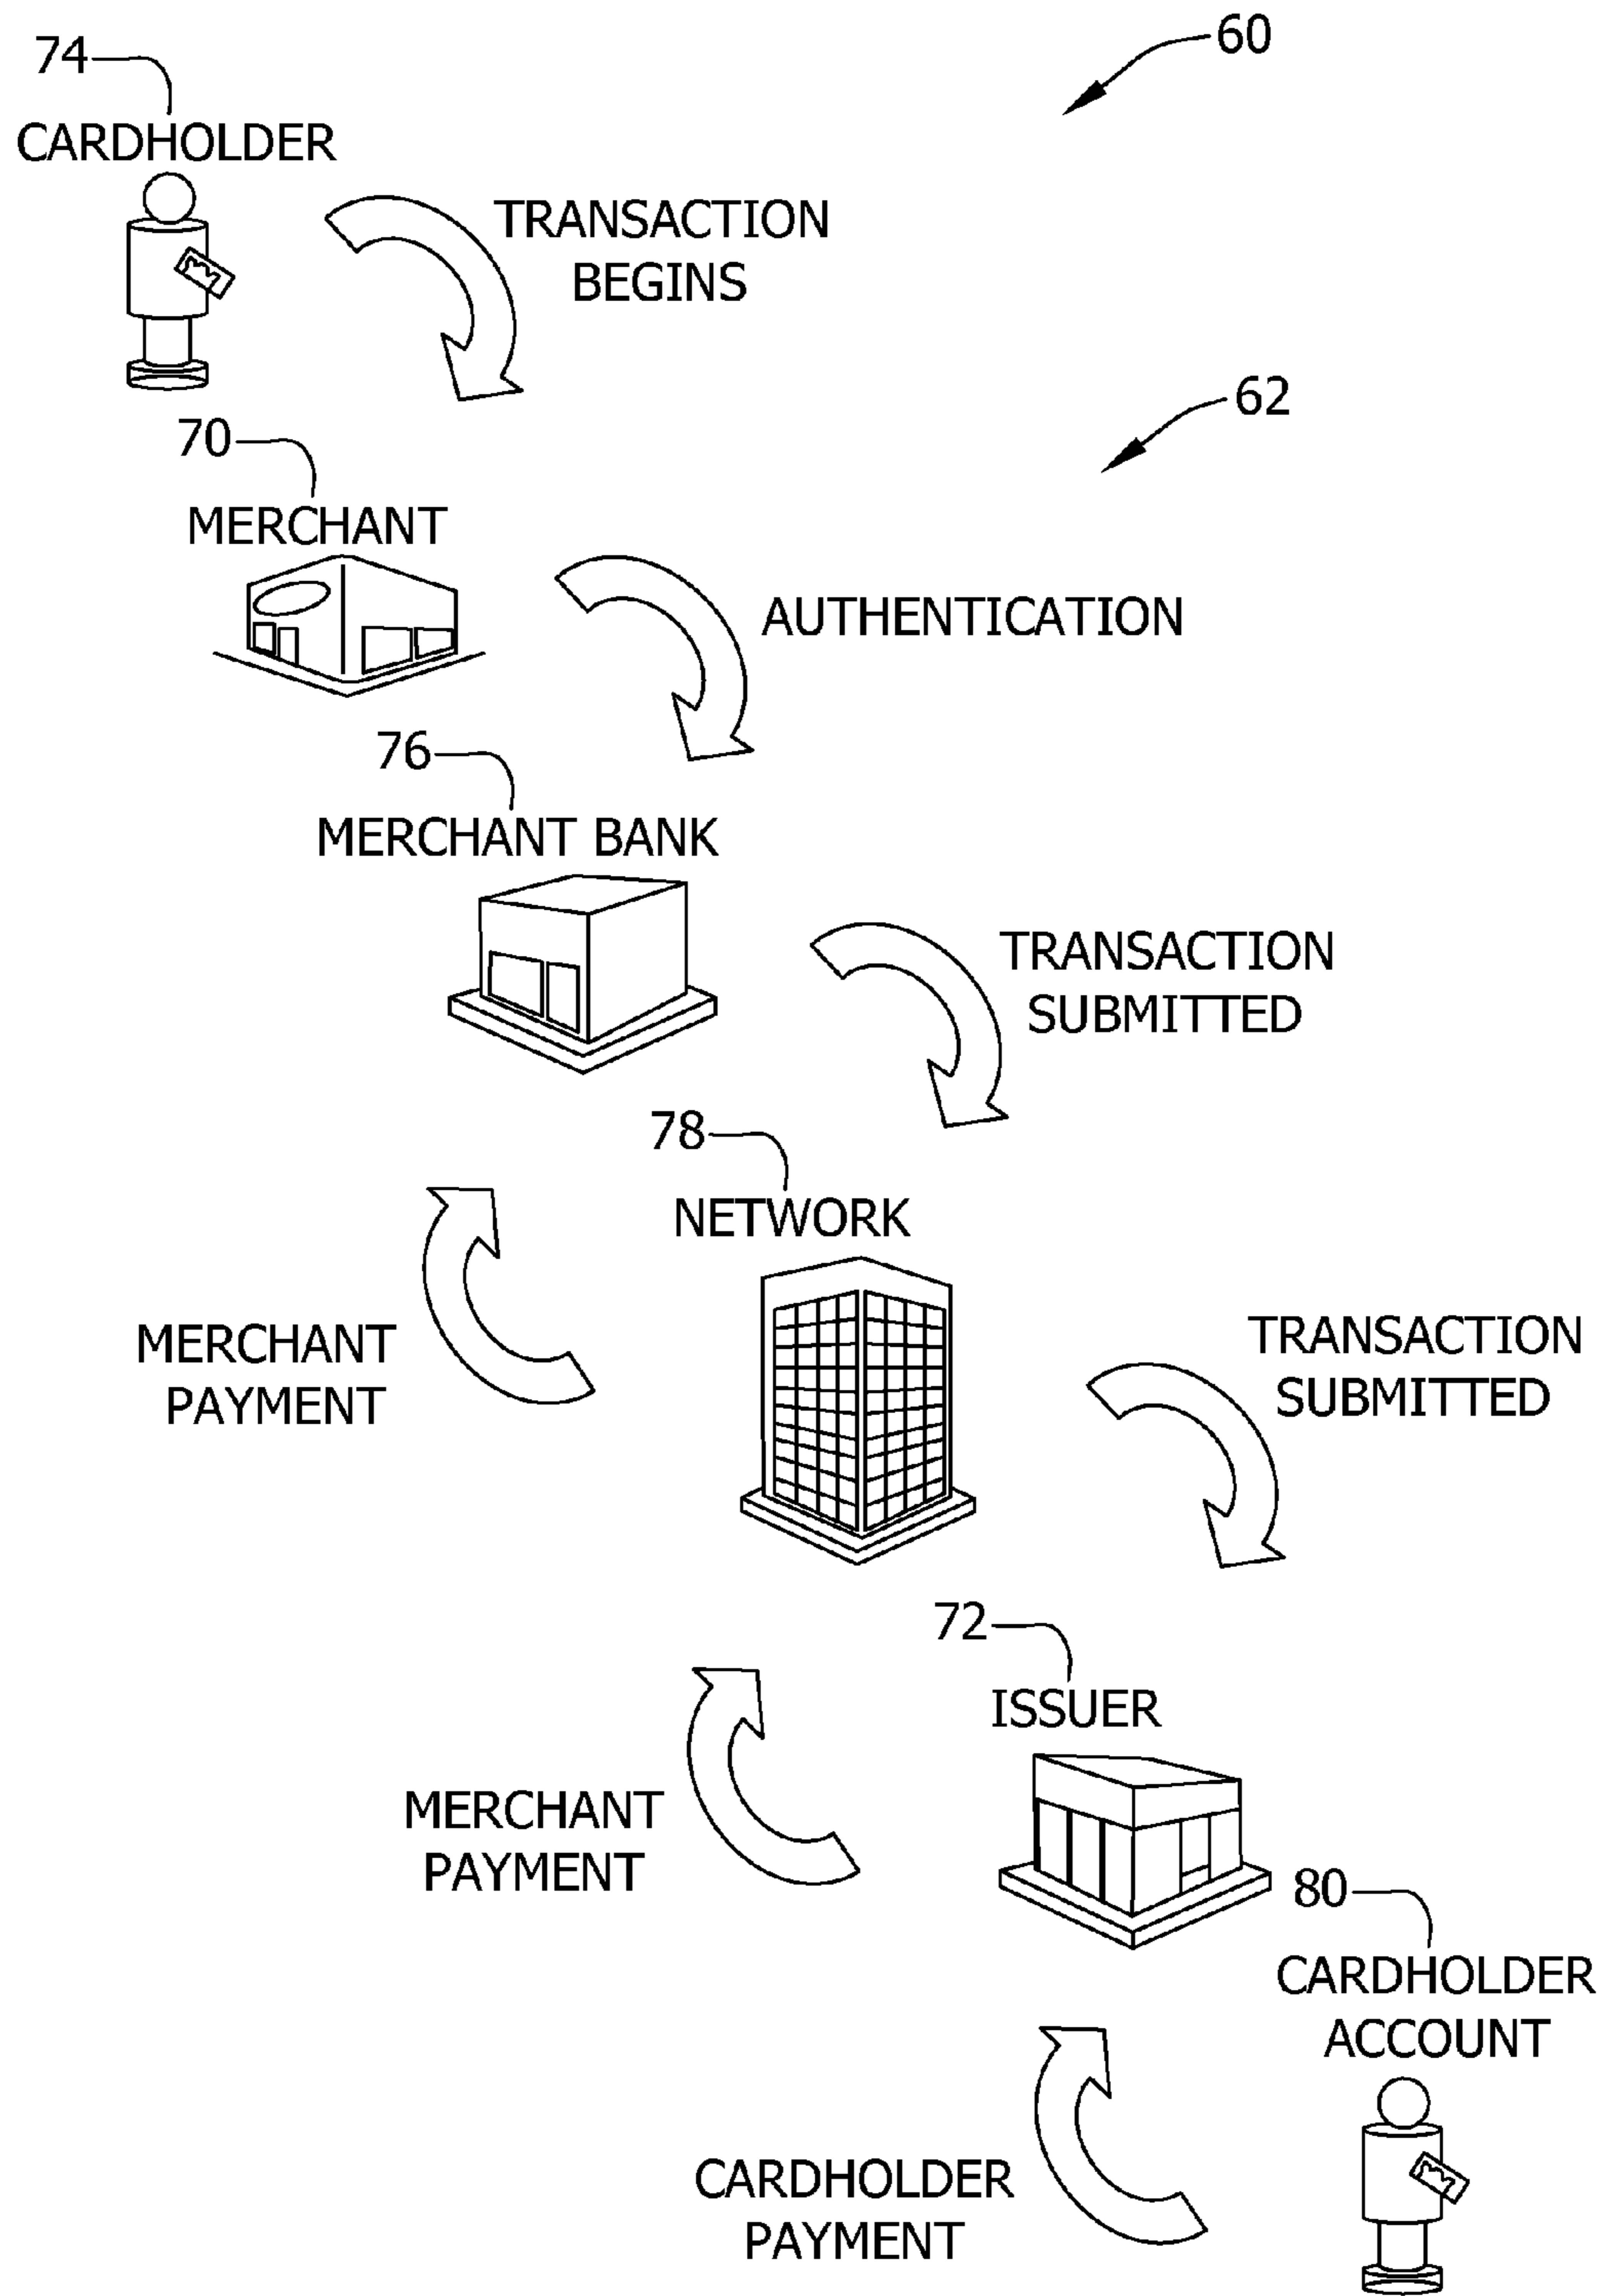 60
74
CARDHOLDER
TRANSACTION
BEGINS
62
70
MERCHANT
AUTHENTICATION
76
MERCHANT BANK
TRANSACTION
SUBMITTED
78
NETWORK
MERCHANT
PAYMENT
TRANSACTION
SUBMITTED
72
ISSUER
MERCHANT
PAYMENT
80
CARDHOLDER
ACCOUNT
CARDHOLDER
PAYMENT